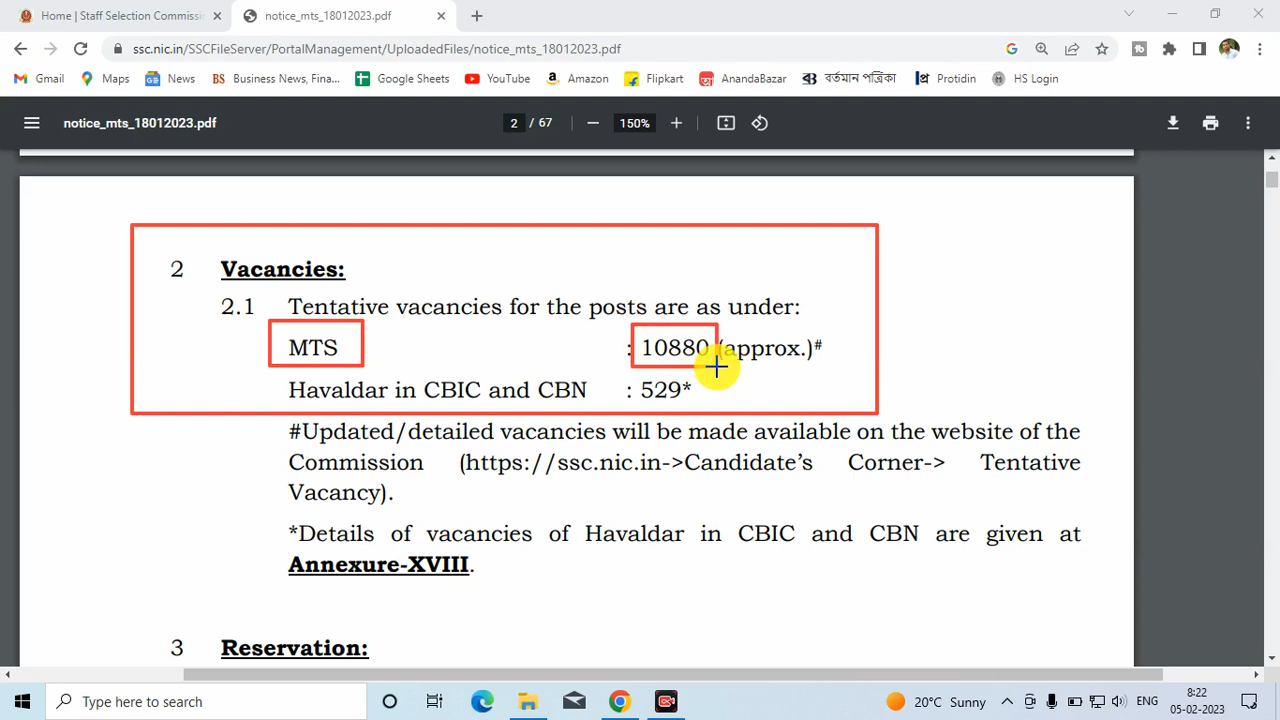 Home | Staff Selection Commissi
notice_mts_18012023.pdf
ssc.nic.in/SSCFileServer/PortalManagement/UploadedFiles/notice_mts_18012023.pdf
Gmail Maps News Business News, Fina... Google Sheets YouTube Amazon Flipkart AnandaBazar বর্তমান পত্রিকা Protidin HS Login
notice_mts_18012023.pdf 2 / 67 150%
2 Vacancies:
2.1 Tentative vacancies for the posts are as under:
MTS : 10880 (approx.)#
Havaldar in CBIC and CBN : 529*
#Updated/detailed vacancies will be made available on the website of the
Commission (https://ssc.nic.in->Candidate’s Corner-> Tentative
Vacancy).
*Details of vacancies of Havaldar in CBIC and CBN are given at
Annexure-XVIII.
3 Reservation:
Type here to search 20°C Sunny ENG 8:22
05-02-2023